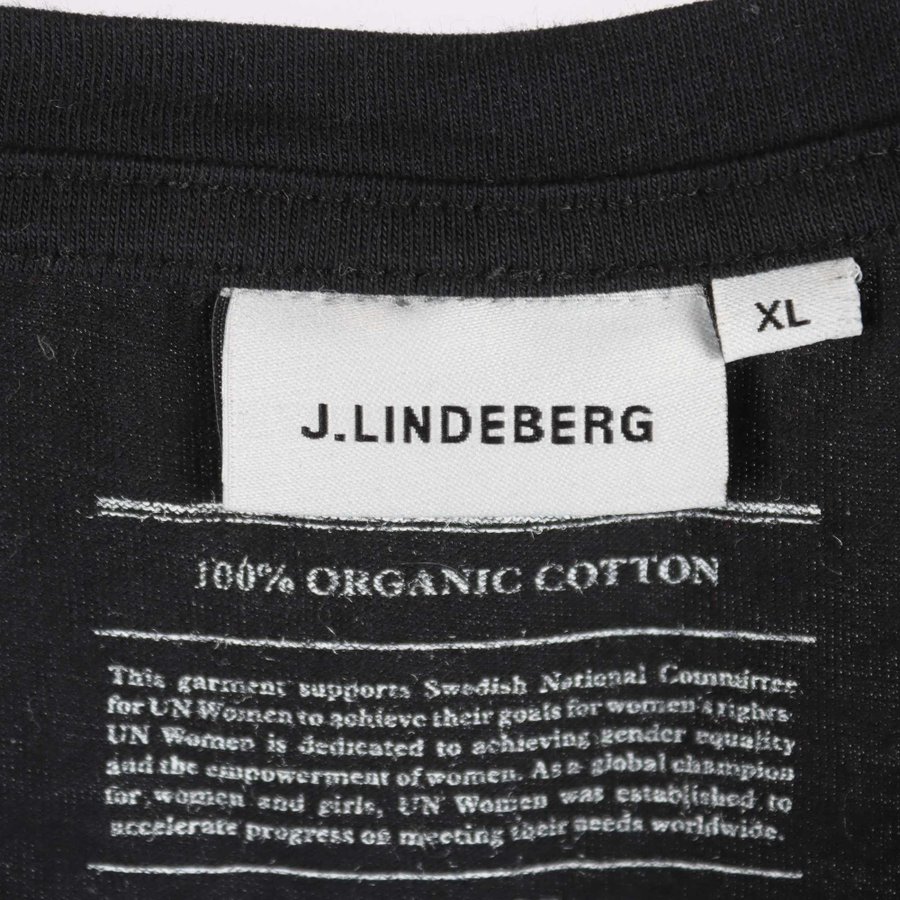 XL
J.LINDEBERG
100% ORGANIC COTTON
This garment supports Swedish National Committee
for UN Women to achieve their goals for women's rights.
UN Women is dedicated to achieving gender equality
and the empowerment of women. As a global champion
for women and girls, UN Women was established to
accelerate progress on meeting their needs worldwide.